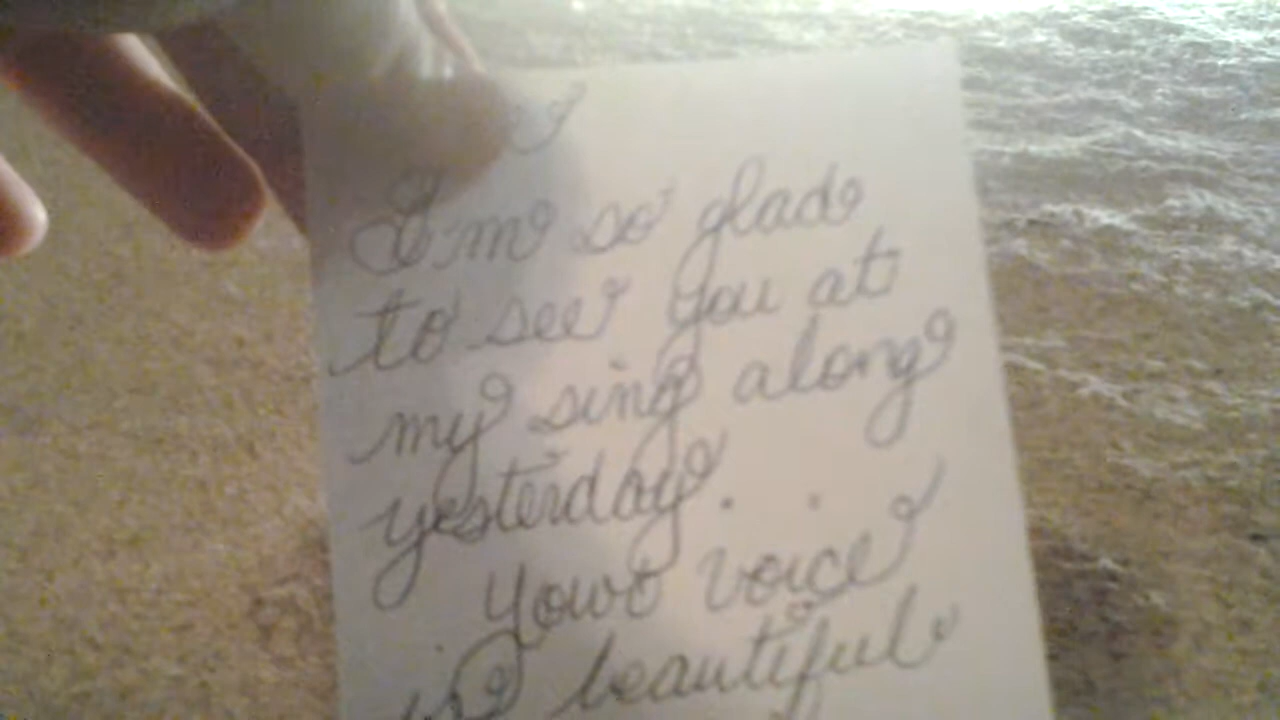 I'm so glad
to see you at
my sing along
yesterday.
Your voice
is beautiful